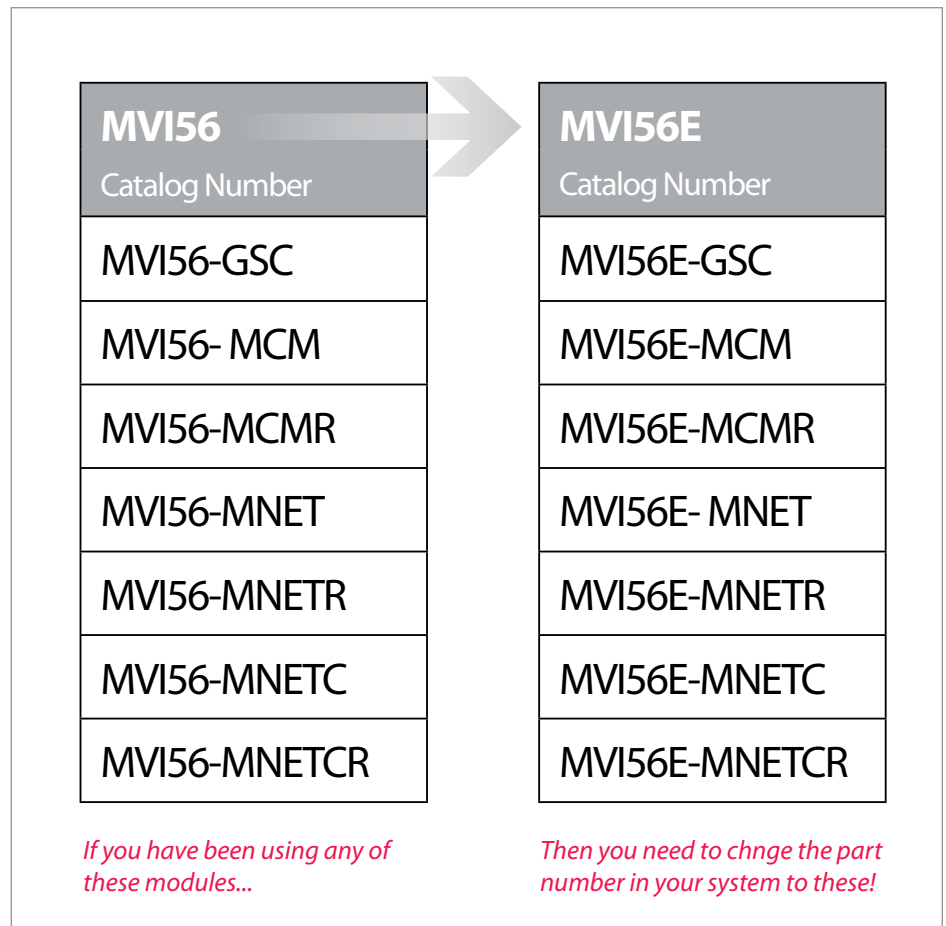 MVI56
Catalog Number
MVI56-GSC
MVI56- MCM
MVI56-MCMR
MVI56-MNET
MVI56-MNETR
MVI56-MNETC
MVI56-MNETCR
If you have been using any of
these modules...
MVI56E
Catalog Number
MVI56E-GSC
MVI56E-MCM
MVI56E-MCMR
MVI56E- MNET
MVI56E-MNETR
MVI56E-MNETC
MVI56E-MNETCR
Then you need to chnge the part
number in your system to these!